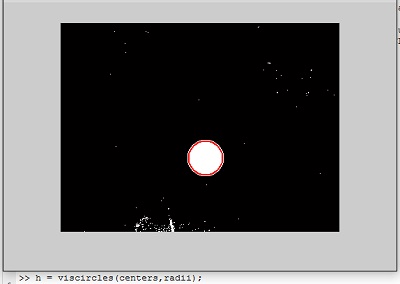 >> h = viscircles(centers,radii);